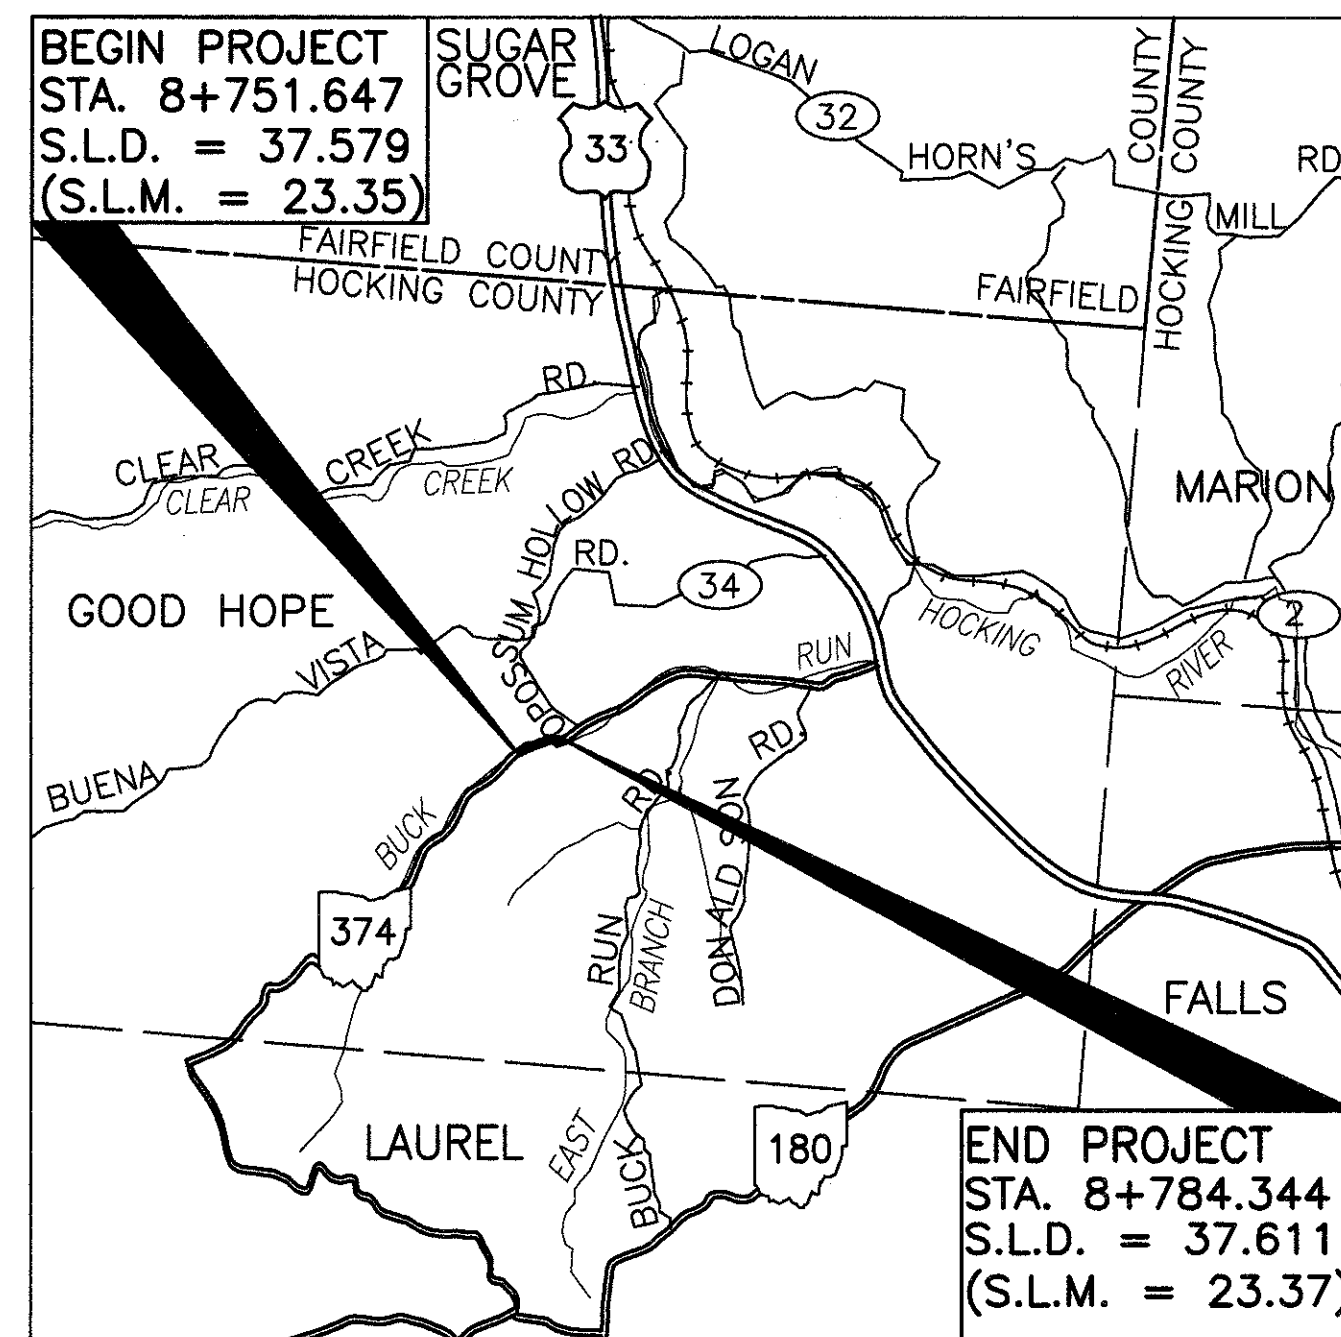 BEGIN PROJECT
STA. 8+751.647
S.L.D. = 37.579
(S.L.M. = 23.35)
SUGAR
GROVE
33
LOGAN
32
HORN'S
MILL
RD
COUNTY
COUNTY
FAIRFIELD COUNTY
HOCKING COUNTY
FAIRFIELD
HOCKING
CLEAR CREEK RD.
CLEAR CREEK
OPOSSUM HOLLOW RD
MARION
GOOD HOPE
BUENA VISTA RD.
34
HOCKING RIVER
2
BUCK RUN
374
DONALDSON RD.
BUCK RUN RD
EAST BRANCH
FALLS
LAUREL
180
END PROJECT
STA. 8+784.344
S.L.D. = 37.611
(S.L.M. = 23.37)